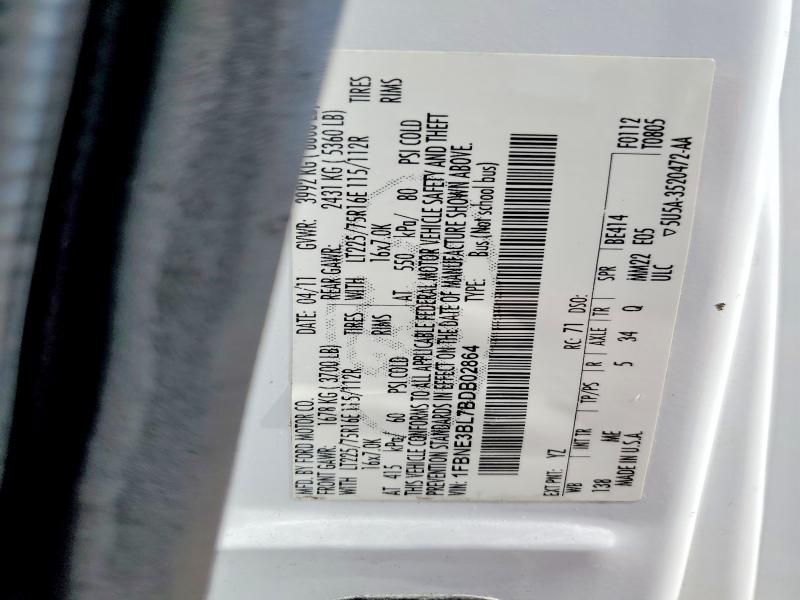 MFD. BY FORD MOTOR CO. DATE: 04/11 GVWR: 3992 KG
FRONT GAWR: 1678 KG ( 3700 LB) REAR GAWR: 2431 KG ( 5360 LB)
WITH LT225/75R16E 115/112R TIRES WITH LT225/75R16E 115/112R TIRES
16x7.0K RIMS 16x7.0K RIMS
AT 415 kPa/ 60 PSI COLD AT 550 kPa/ 80 PSI COLD
THIS VEHICLE CONFORMS TO ALL APPLICABLE FEDERAL MOTOR VEHICLE SAFETY AND THEFT
PREVENTION STANDARDS IN EFFECT ON THE DATE OF MANUFACTURE SHOWN ABOVE.
VIN: 1FBNE3BL7BDB02864 TYPE: Bus (Not school bus)
EXT PNT: YZ RC: 71 DSO: F0112
WB INT TR TP/PS R AXLE TR SPR BE414 T0805
138 ME 5 34 Q MM22 E05
MADE IN U.S.A. ULC ▽5U5A-3520472-AA